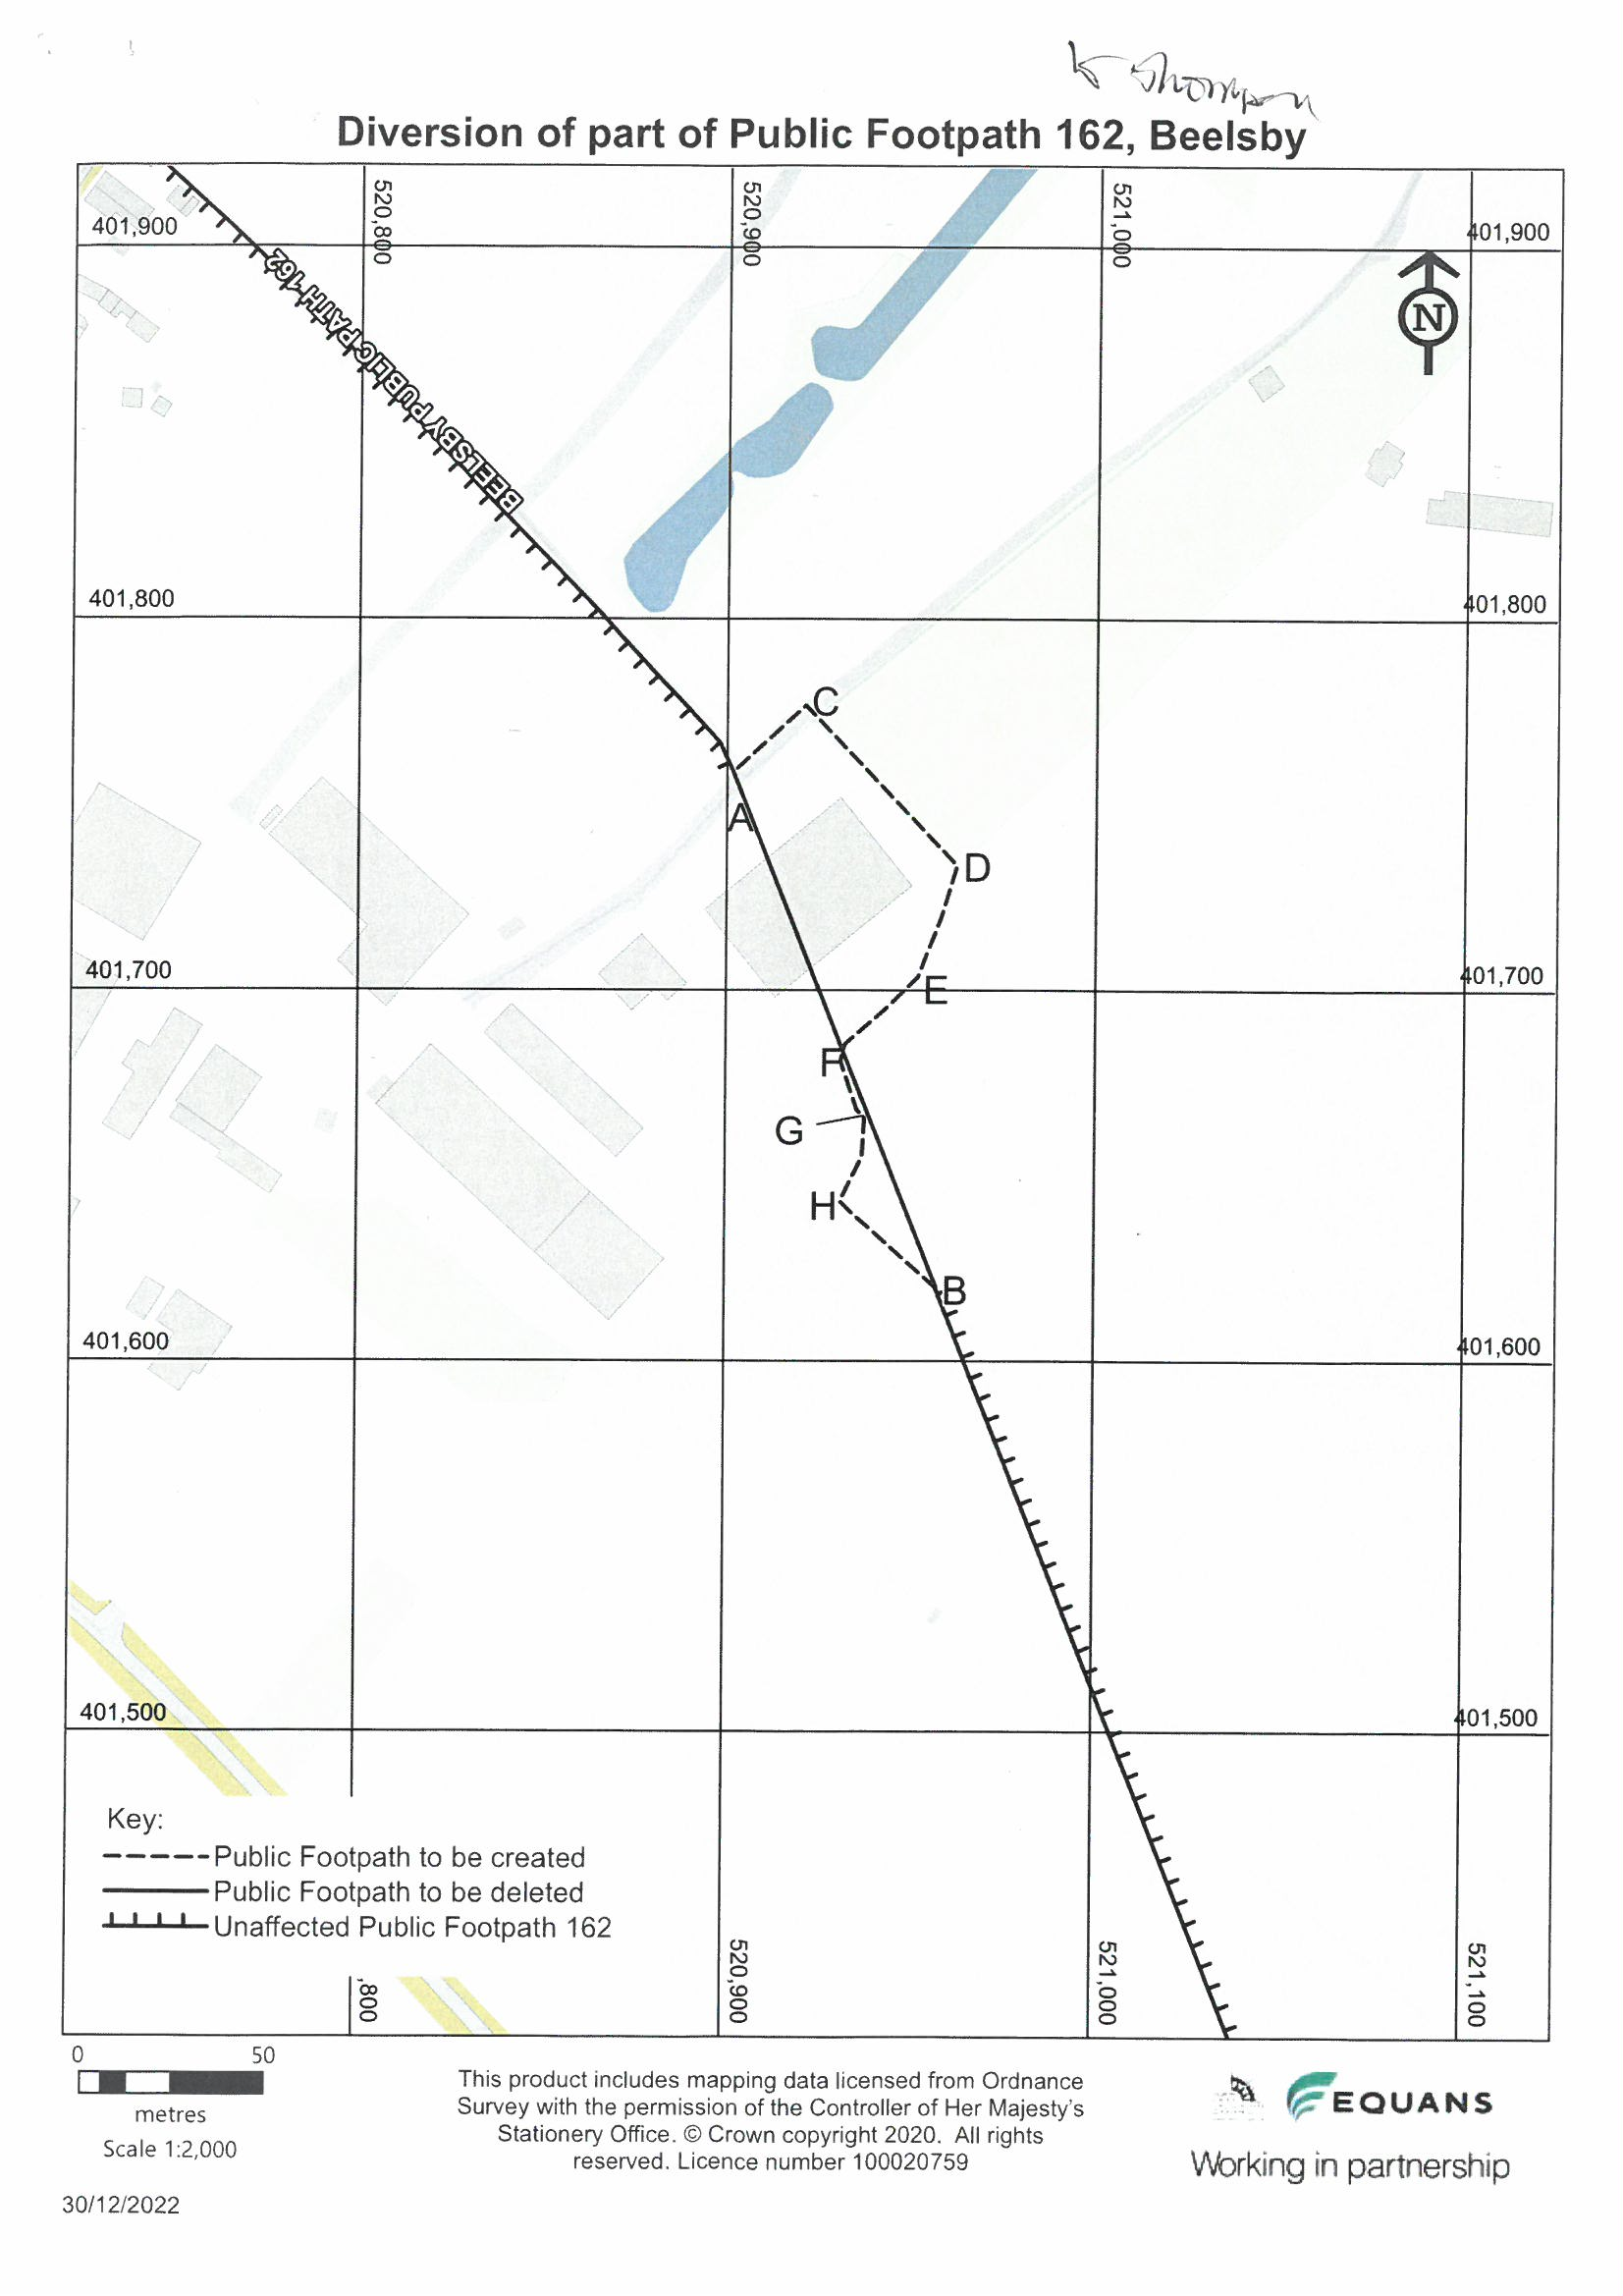 K Thompson
Diversion of part of Public Footpath 162, Beelsby
520,800
520,900
521,000
401,900
401,900
BEELSBY PUBLIC PATH 162
N
401,800
401,800
C
A
D
401,700
401,700
E
F
G
H
B
401,600
401,600
401,500
401,500
Key:
Public Footpath to be created
Public Footpath to be deleted
Unaffected Public Footpath 162
,800
520,900
521,000
521,100
0 50
metres
Scale 1:2,000
This product includes mapping data licensed from Ordnance
Survey with the permission of the Controller of Her Majesty's
Stationery Office. © Crown copyright 2020. All rights
reserved. Licence number 100020759
EQUANS
Working in partnership
30/12/2022